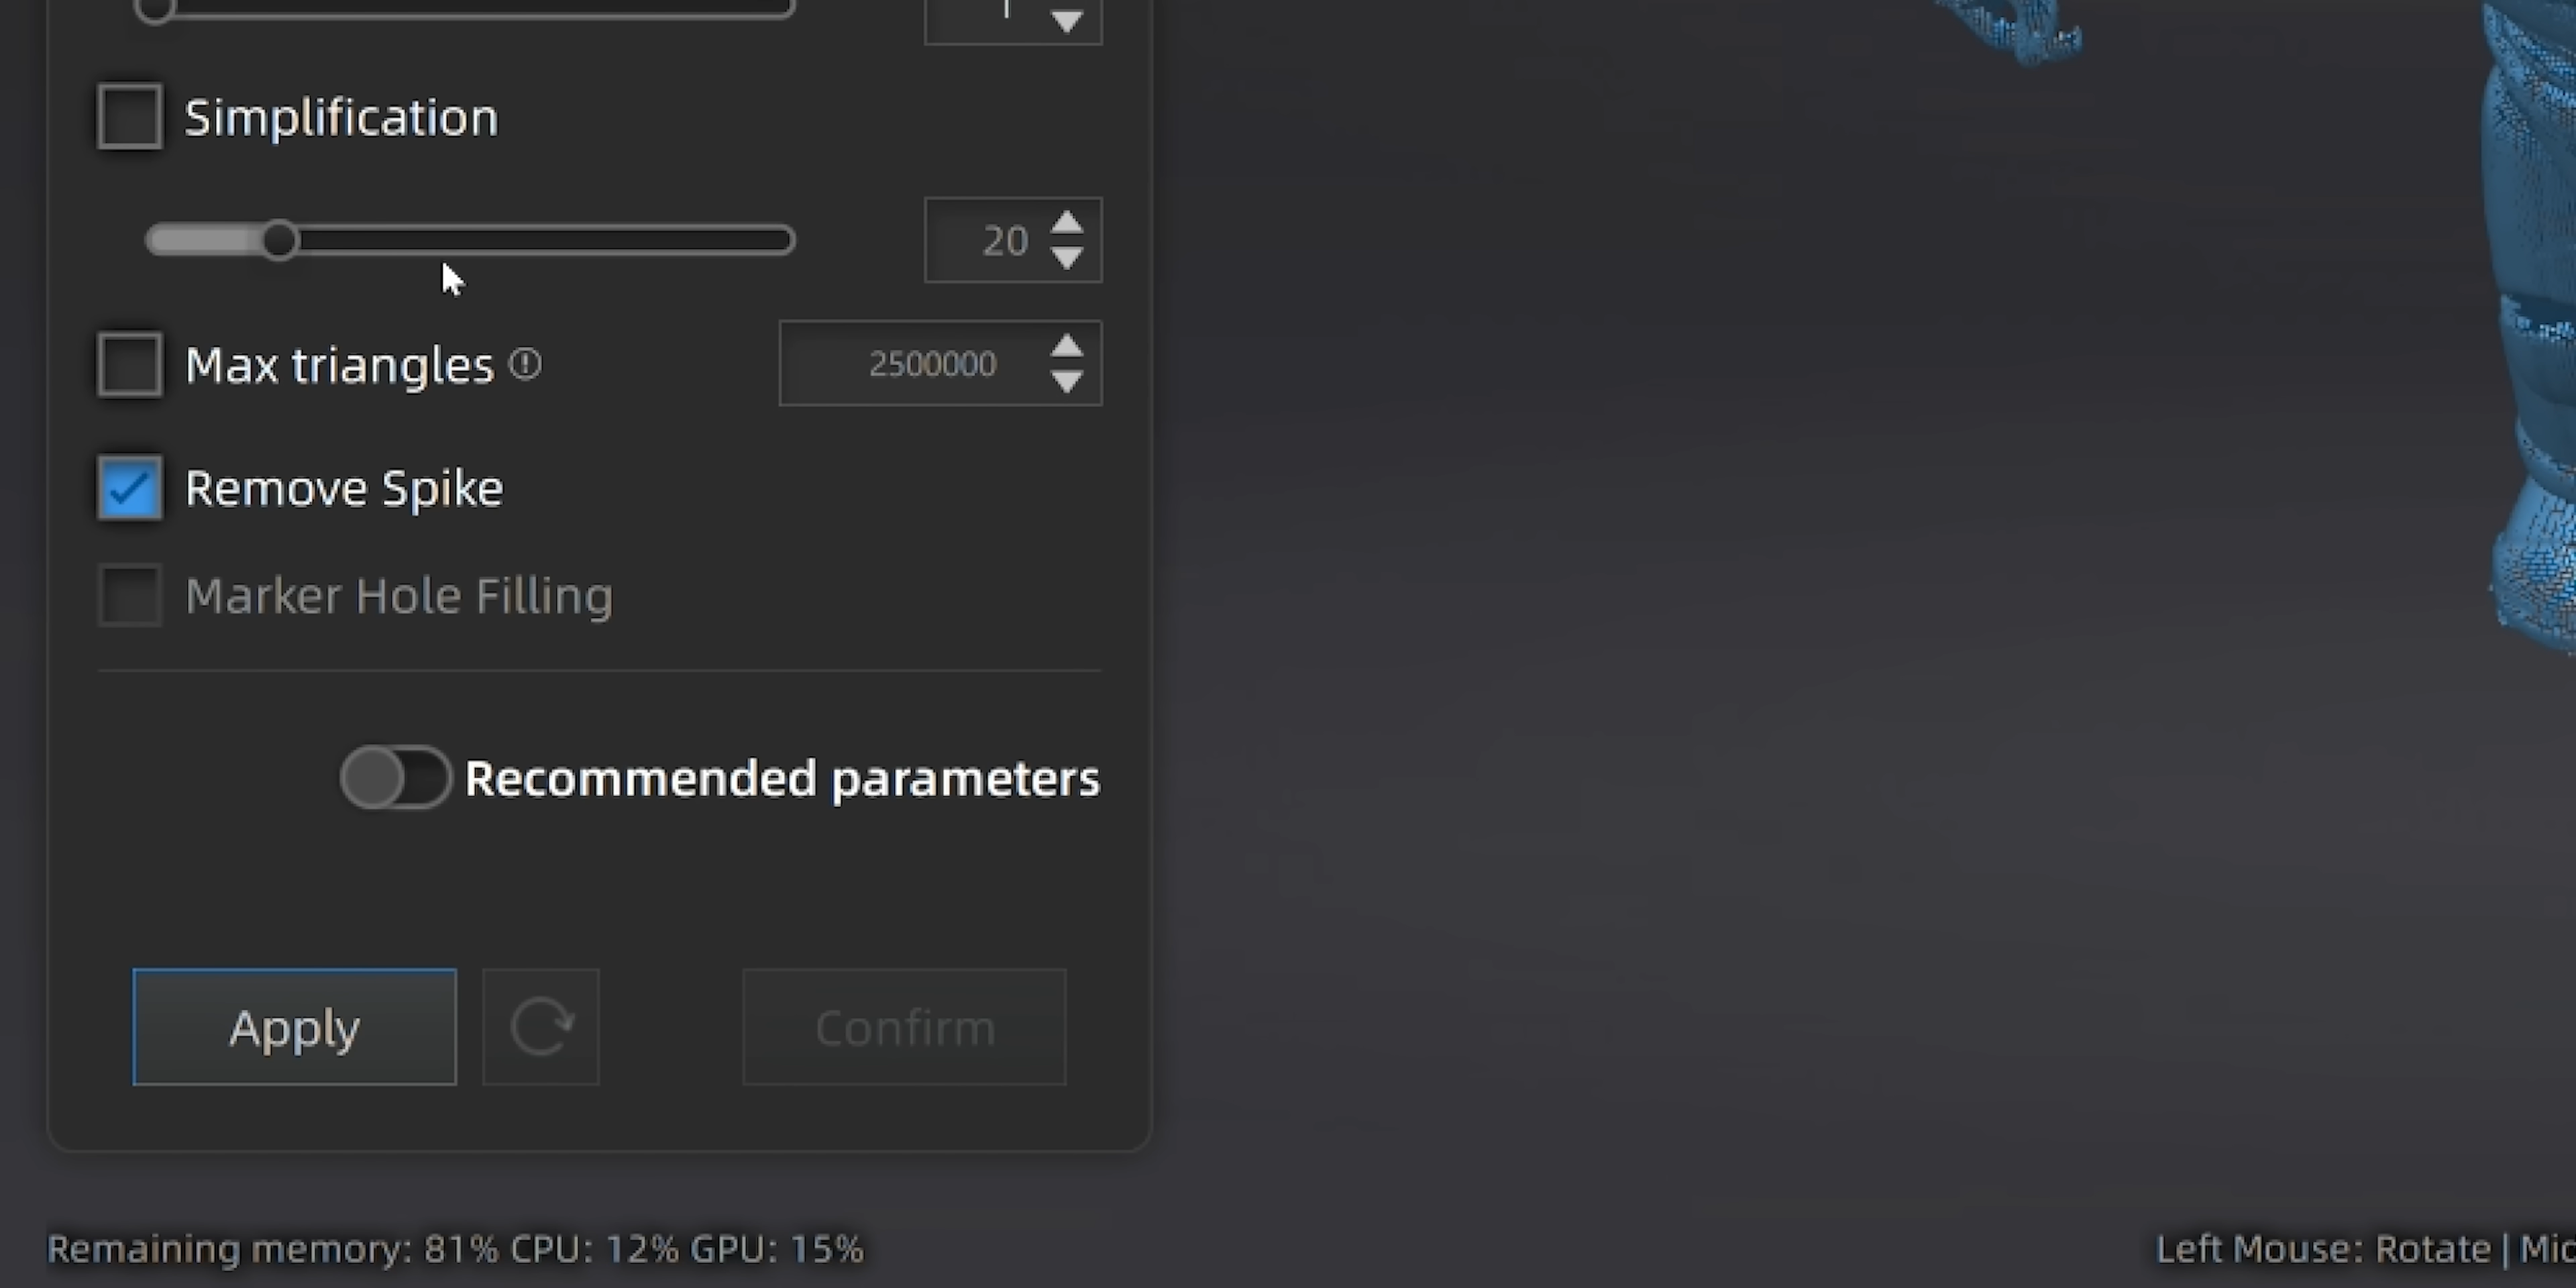 Simplification
20
Max triangles
2500000
Remove Spike
Marker Hole Filling
Recommended parameters
Apply
Confirm
Remaining memory: 81% CPU: 12% GPU: 15%
Left Mouse: Rotate |